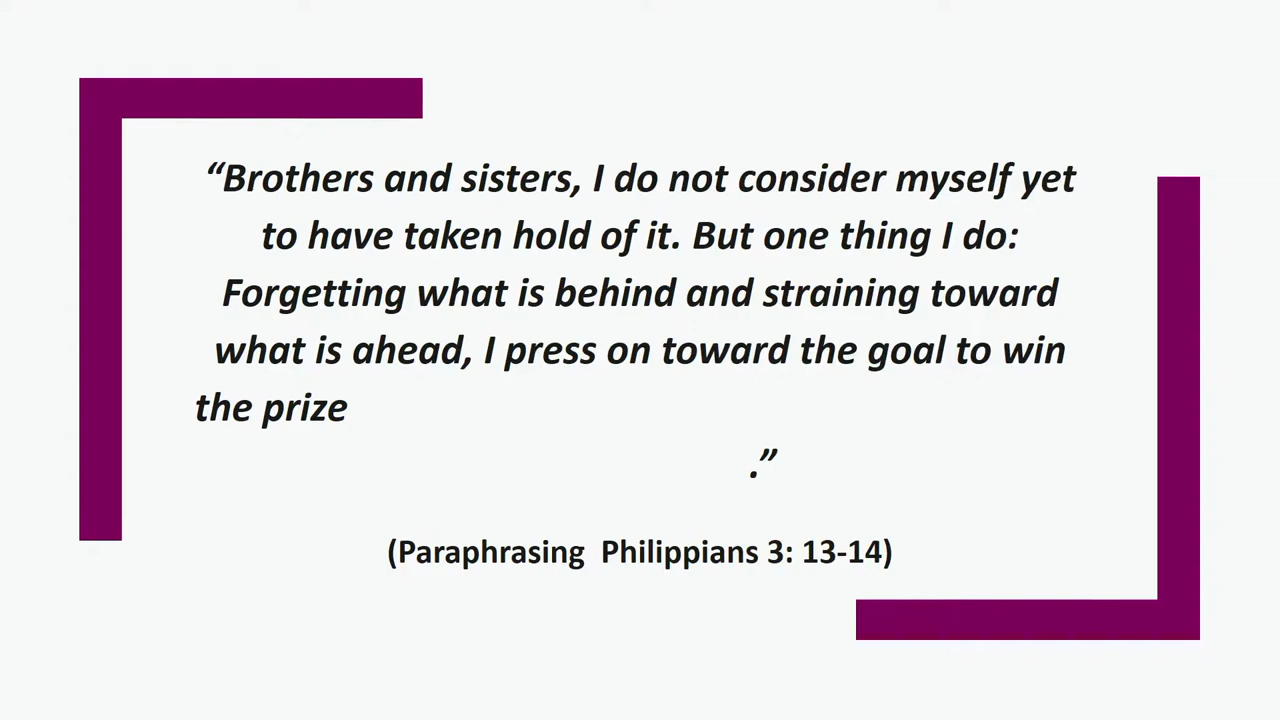 “Brothers and sisters, I do not consider myself yet
to have taken hold of it. But one thing I do:
Forgetting what is behind and straining toward
what is ahead, I press on toward the goal to win
the prize
.”
(Paraphrasing  Philippians 3: 13-14)